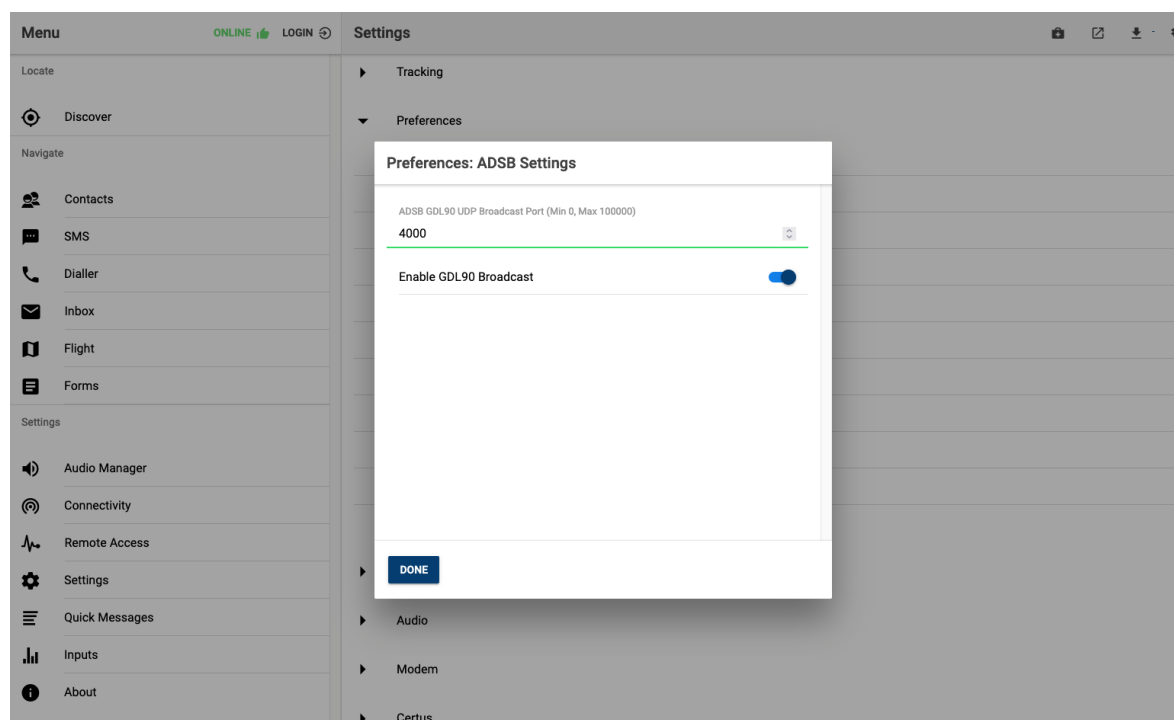 Menu
ONLINE LOGIN
Settings
Locate
Discover
Navigate
Contacts
SMS
Dialler
Inbox
Flight
Forms
Settings
Audio Manager
Connectivity
Remote Access
Settings
Quick Messages
Inputs
About
Tracking
Preferences
Preferences: ADSB Settings
ADSB GDL90 UDP Broadcast Port (Min 0, Max 100000)
4000
Enable GDL90 Broadcast
DONE
Audio
Modem
Certus